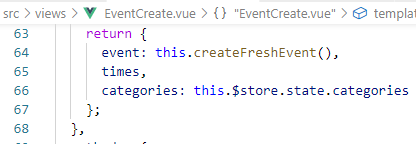 src > views > EventCreate.vue > {} "EventCreate.vue" > templat
63 return {
64 event: this.createFreshEvent(),
65 times,
66 categories: this.$store.state.categories
67 };
68 },